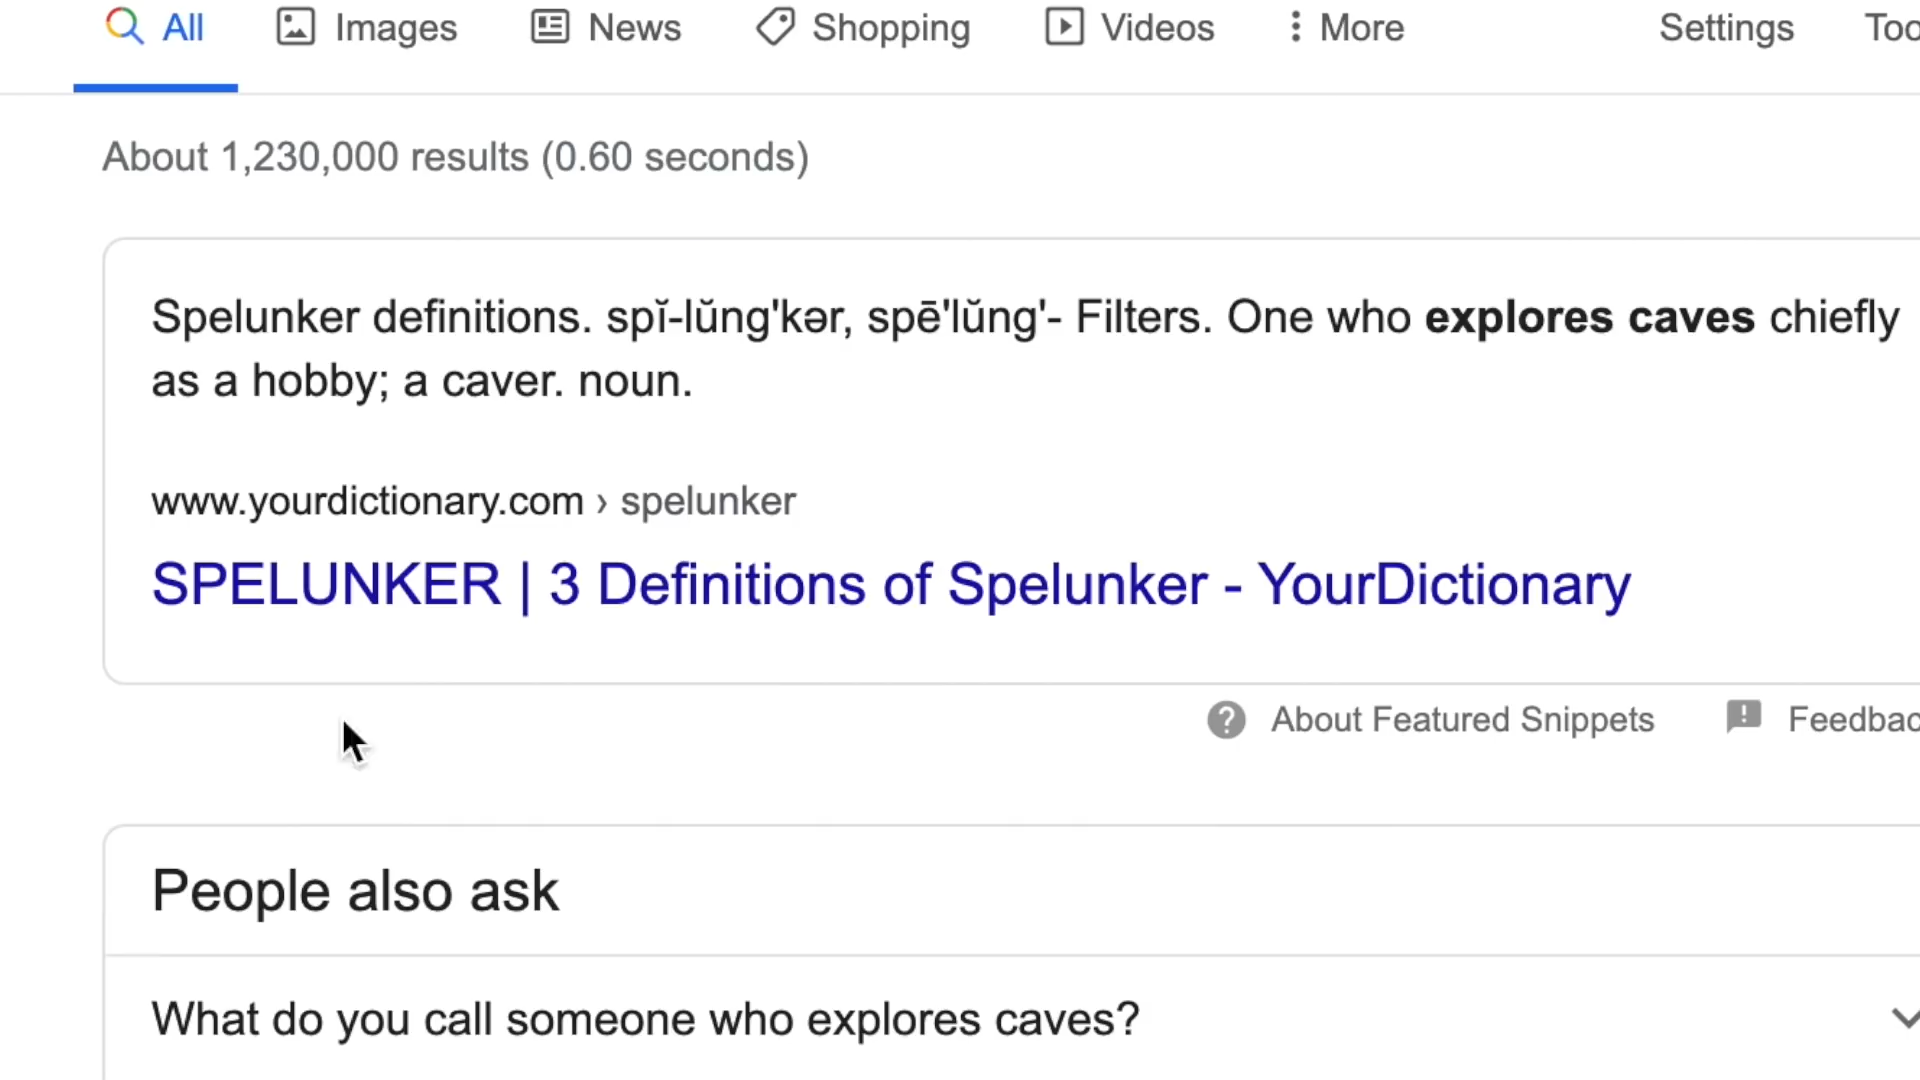 All Images News Shopping Videos More Settings Too
About 1,230,000 results (0.60 seconds)
Spelunker definitions. spĭ-lŭng'kər, spē'lŭng'- Filters. One who explores caves chiefly
as a hobby; a caver. noun.
www.yourdictionary.com › spelunker
SPELUNKER | 3 Definitions of Spelunker - YourDictionary
About Featured Snippets Feedbac
People also ask
What do you call someone who explores caves?